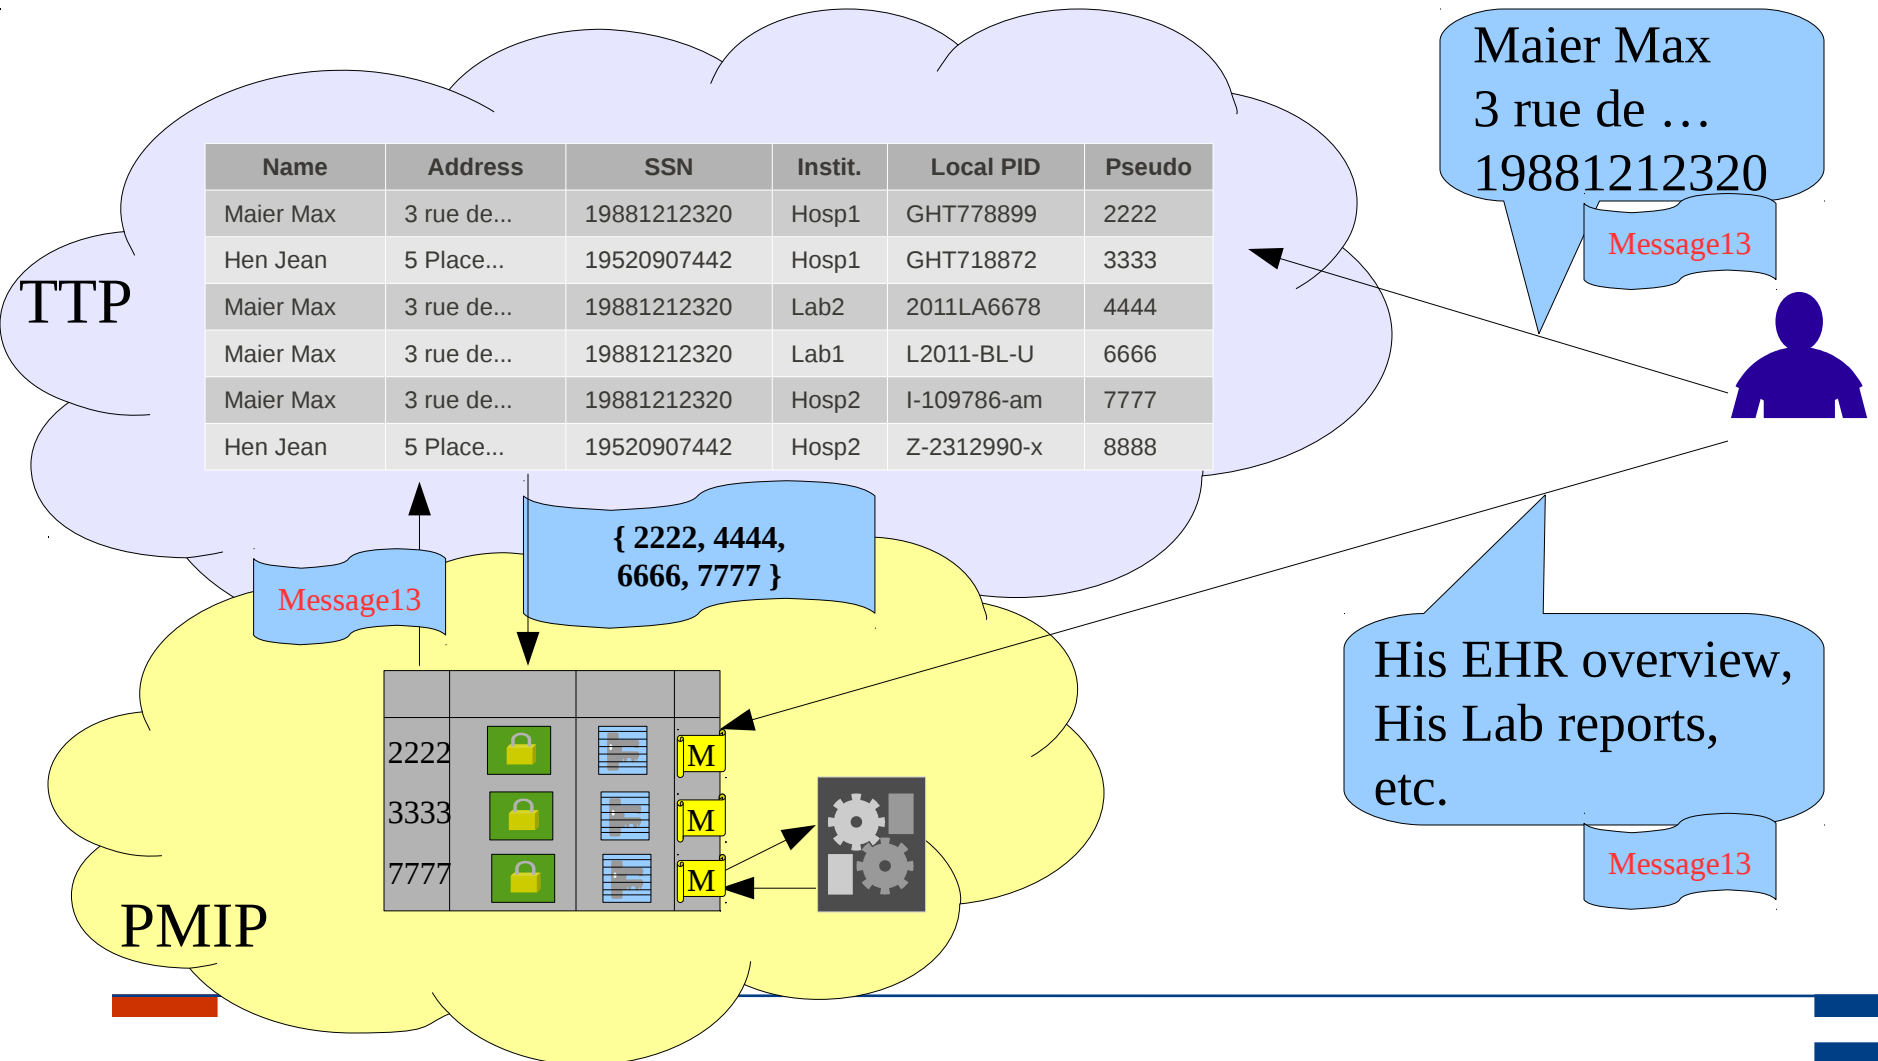 Maier Max
3 rue de …
19881212320
Message13
Name Address SSN Instit. Local PID Pseudo
Maier Max 3 rue de... 19881212320 Hosp1 GHT778899 2222
Hen Jean 5 Place... 19520907442 Hosp1 GHT718872 3333
Maier Max 3 rue de... 19881212320 Lab2 2011LA6678 4444
Maier Max 3 rue de... 19881212320 Lab1 L2011-BL-U 6666
Maier Max 3 rue de... 19881212320 Hosp2 I-109786-am 7777
Hen Jean 5 Place... 19520907442 Hosp2 Z-2312990-x 8888
TTP
{ 2222, 4444,
6666, 7777 }
Message13
His EHR overview,
His Lab reports,
etc.
Message13
2222 M
3333 M
7777 M
PMIP